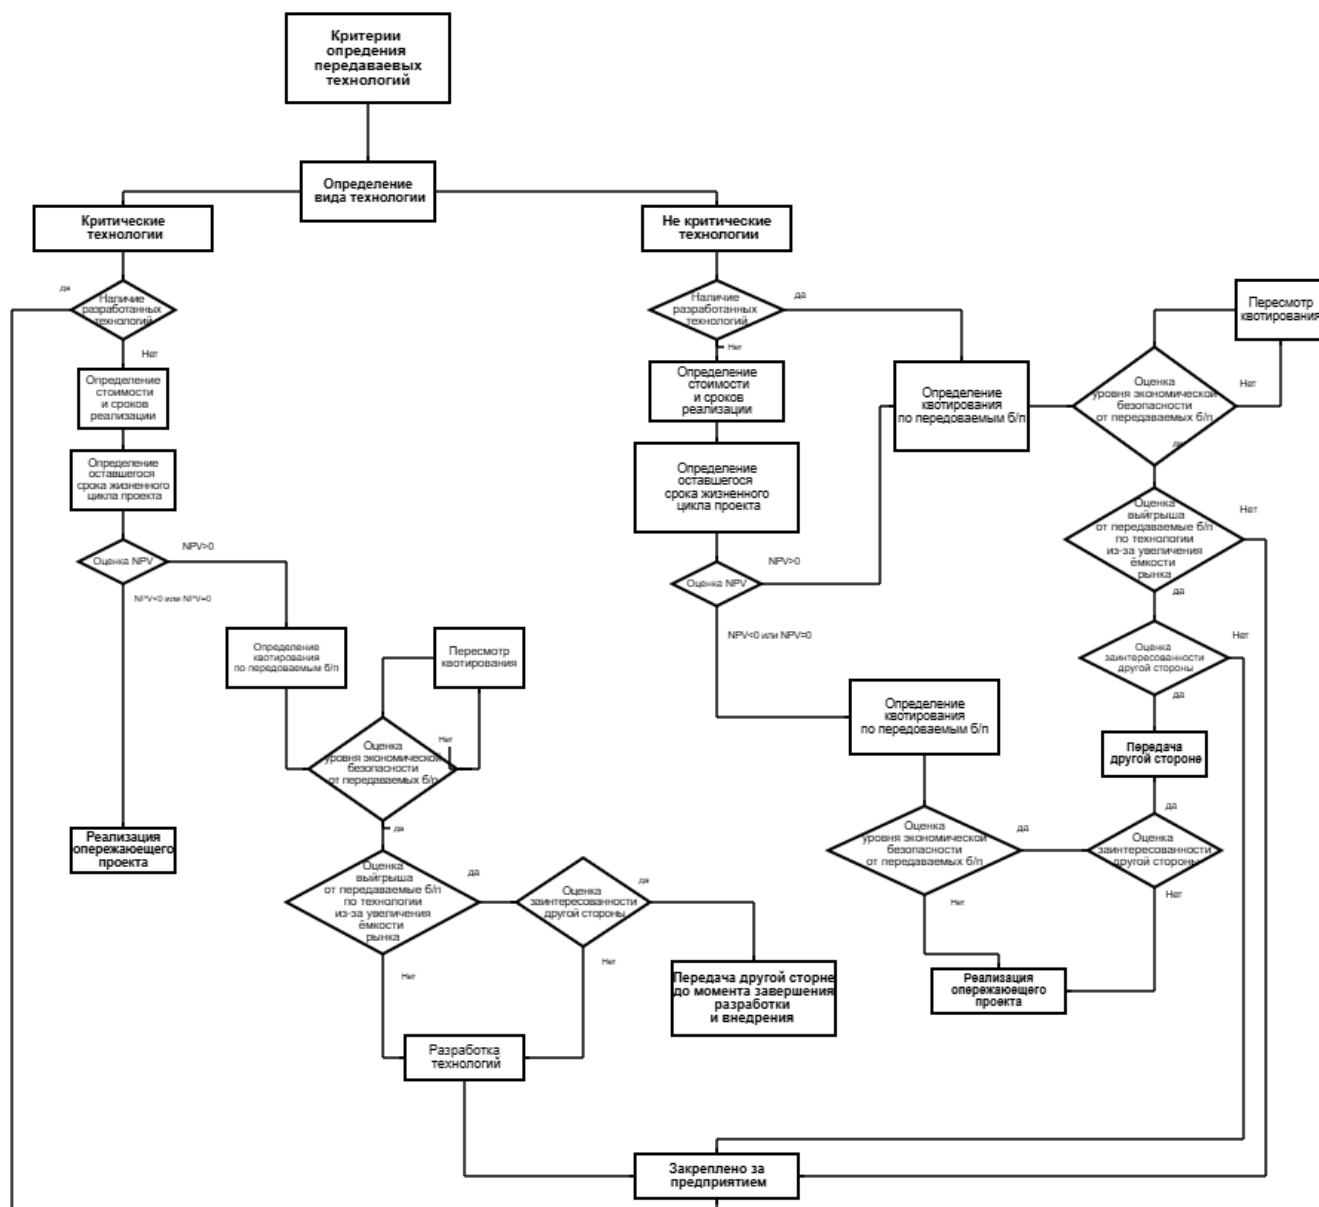 Критерии
опредения
передаваевых
технологий
Определение
вида технологии
Критические
технологии
Не критические
технологии
да
Наличие
разработанных
технологий
Нет
Определение
стоимости
и сроков
реализации
Определение
оставшегося
срока жизненного
цикла проекта
Оценка NPV
NPV>0
NPV<0 или NPV=0
Определение
квотирования
по передоваемым б/п
Пересмотр
квотирования
Нет
Оценка
уровня экономической
безопасности
от передаваемых б/п
да
Реализация
опережающего
проекта
Оценка
выйгрыша
от передаваемые б/п
по технологии
из-за увеличения
ёмкости
рынка
да
Оценка
заинтересованности
другой стороны
да
Нет
Нет
Передача другой сторне
до момента завершения
разработки
и внедрения
Разработка
технологий
Наличие
разработанных
технологий
да
Нет
Определение
стоимости
и сроков
реализации
Определение
оставшегося
срока жизненного
цикла проекта
Оценка NPV
NPV>0
NPV<0 или NPV=0
Определение
квотирования
по передоваемым б/п
Пересмотр
квотирования
Оценка
уровня экономической
безопасности
от передаваемых б/п
Нет
да
Оценка
выйгрыша
от передаваемые б/п
по технологии
из-за увеличения
ёмкости
рынка
Нет
да
Оценка
заинтересованности
другой стороны
Нет
да
Передача
другой стороне
Определение
квотирования
по передоваемым б/п
Оценка
уровня экономической
безопасности
от передаваемых б/п
да
Нет
да
Оценка
заинтересованности
другой стороны
Нет
Реализация
опережающего
проекта
Закреплено за
предприятием